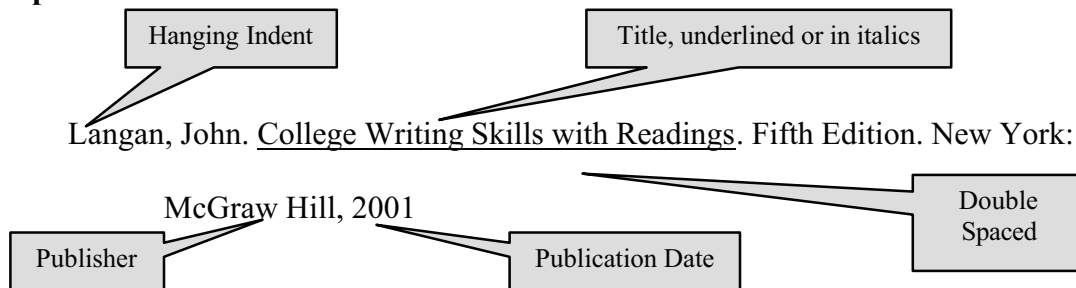 Hanging Indent
Title, underlined or in italics
Langan, John. College Writing Skills with Readings. Fifth Edition. New York:
McGraw Hill, 2001
Double
Spaced
Publisher
Publication Date